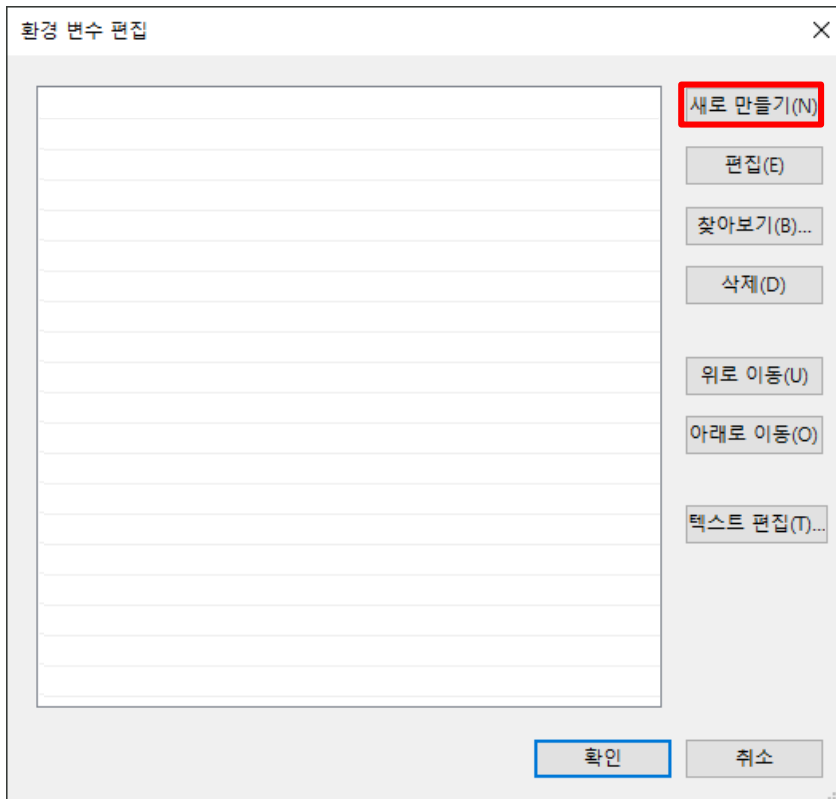 환경 변수 편집
새로 만들기(N)
편집(E)
찾아보기(B)...
삭제(D)
위로 이동(U)
아래로 이동(O)
텍스트 편집(T)...
확인
취소